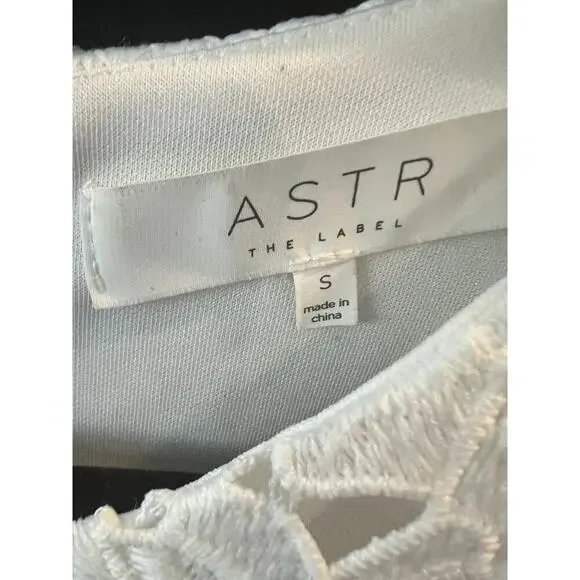 ASTR
THE LABEL
S
made in
china